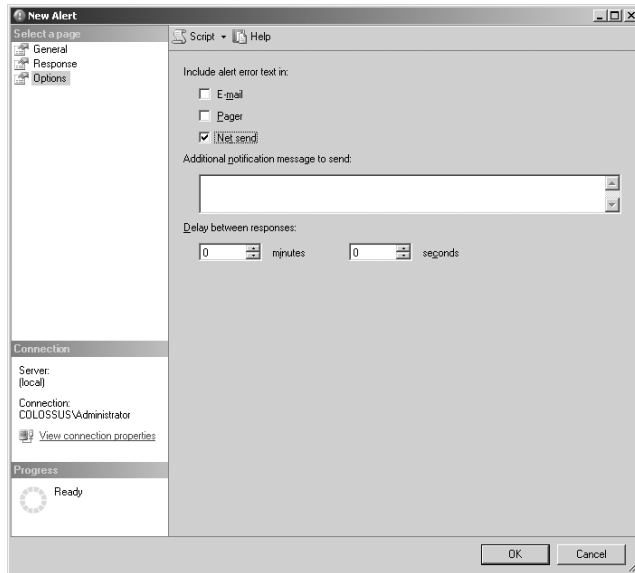 New Alert
Select a page
General
Response
Options
Script Help
Include alert error text in:
E-mail
Pager
Net send
Additional notification message to send:
Delay between responses:
0 minutes 0 seconds
Connection
Server:
(local)
Connection:
COLOSSUS\Administrator
View connection properties
Progress
Ready
OK Cancel